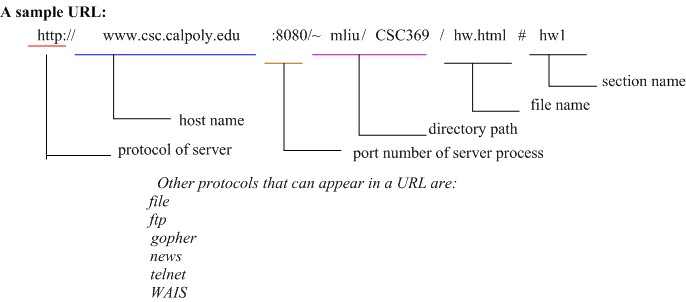 A sample URL:
http:// www.csc.calpoly.edu :8080/~ mliu/ CSC369 / hw.html # hw1
section name
file name
host name
directory path
protocol of server
port number of server process
Other protocols that can appear in a URL are:
file
ftp
gopher
news
telnet
WAIS